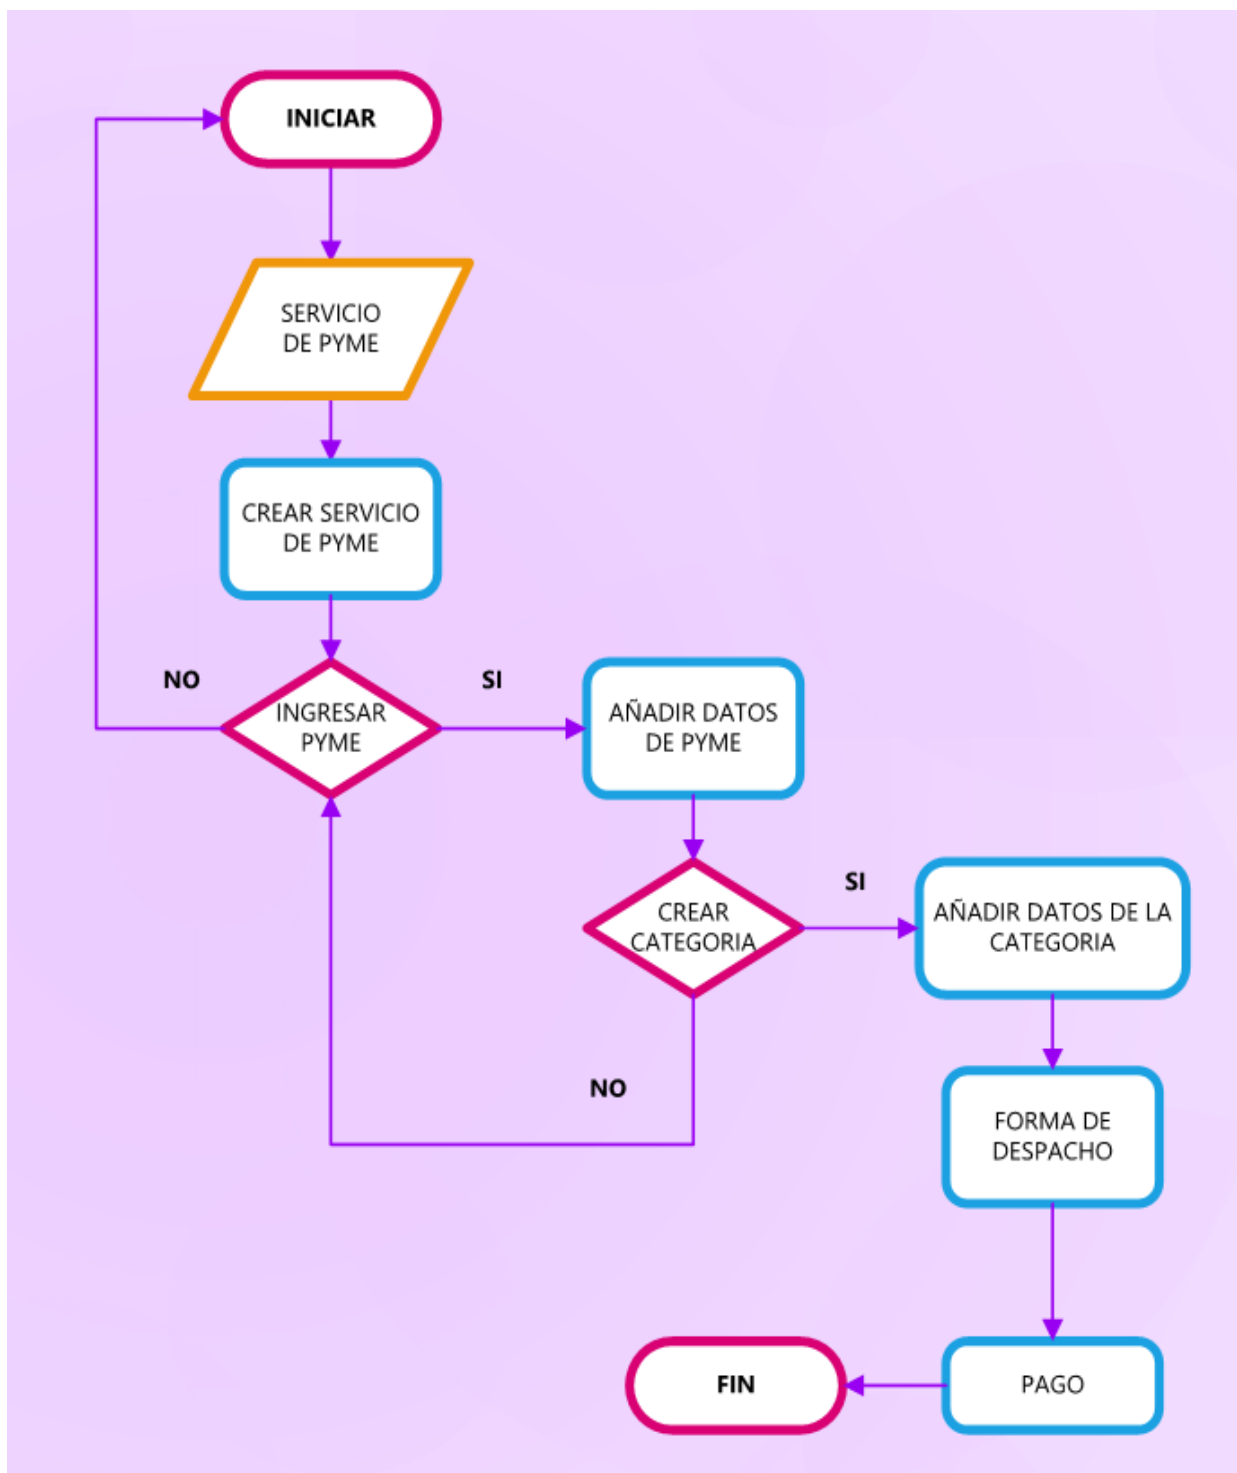 INICIAR
SERVICIO
DE PYME
CREAR SERVICIO
DE PYME
NO
SI
INGRESAR
PYME
AÑADIR DATOS
DE PYME
SI
CREAR
CATEGORIA
AÑADIR DATOS DE LA
CATEGORIA
NO
FORMA DE
DESPACHO
FIN
PAGO